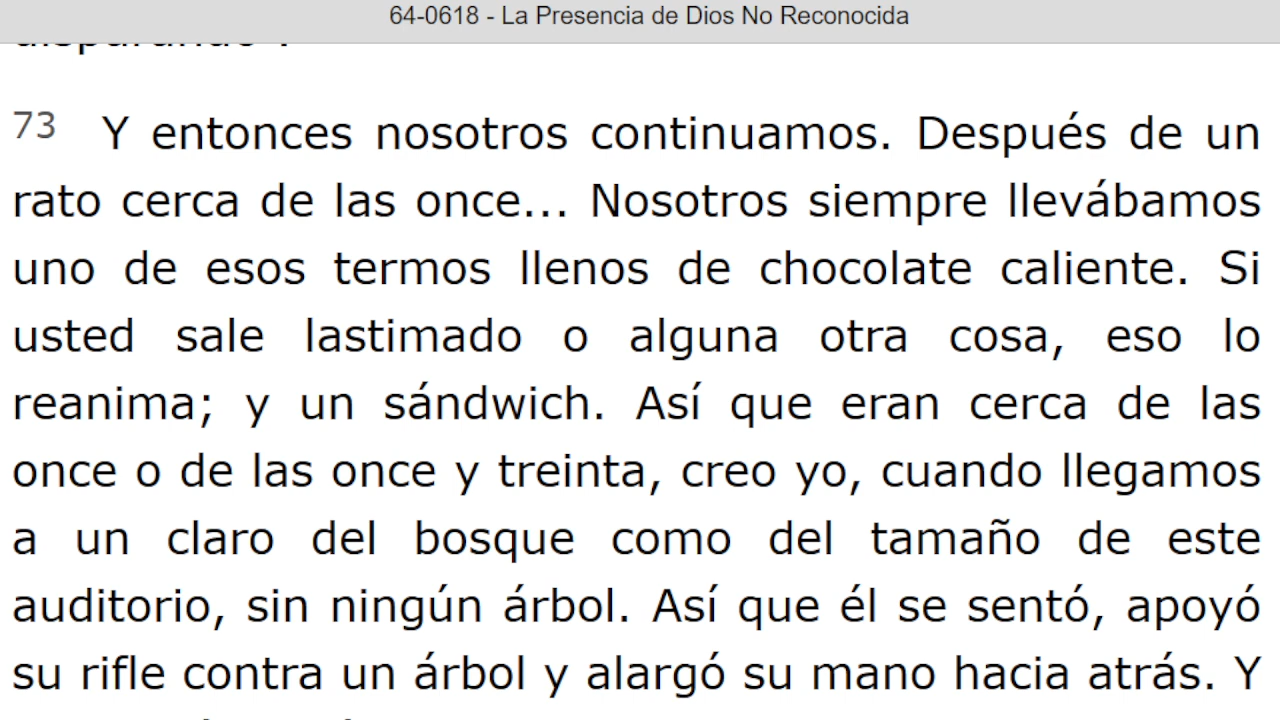 64-0618 - La Presencia de Dios No Reconocida
disparando".
73 Y entonces nosotros continuamos. Después de un
rato cerca de las once... Nosotros siempre llevábamos
uno de esos termos llenos de chocolate caliente. Si
usted sale lastimado o alguna otra cosa, eso lo
reanima; y un sándwich. Así que eran cerca de las
once o de las once y treinta, creo yo, cuando llegamos
a un claro del bosque como del tamaño de este
auditorio, sin ningún árbol. Así que él se sentó, apoyó
su rifle contra un árbol y alargó su mano hacia atrás. Y